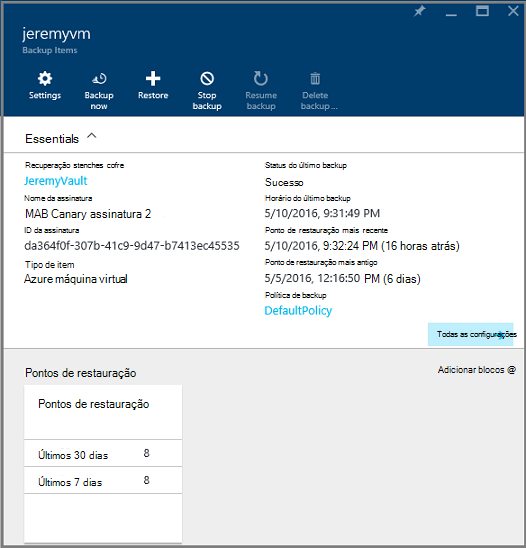 jeremyvm
Backup Items
Settings
Backup now
Restore
Stop backup
Resume backup
Delete backup ...
Essentials
Recuperação stenches cofre
JeremyVault
Nome da assinatura
MAB Canary assinatura 2
ID da assinatura
da364f0f-307b-41c9-9d47-b7413ec45535
Tipo de item
Azure máquina virtual
Status do último backup
Sucesso
Horário do último backup
5/10/2016, 9:31:49 PM
Ponto de restauração mais recente
5/10/2016, 9:32:24 PM (16 horas atrás)
Ponto de restauração mais antigo
5/5/2016, 12:16:50 PM (6 dias)
Política de backup
DefaultPolicy
Todas as configurações
Pontos de restauração
Adicionar blocos @
Pontos de restauração
Últimos 30 dias 8
Últimos 7 dias 8